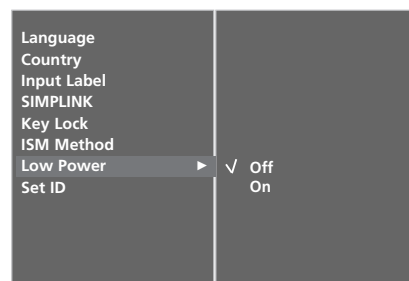 Language
Country
Input Label
SIMPLINK
Key Lock
ISM Method
Low Power ► √ Off
Set ID On